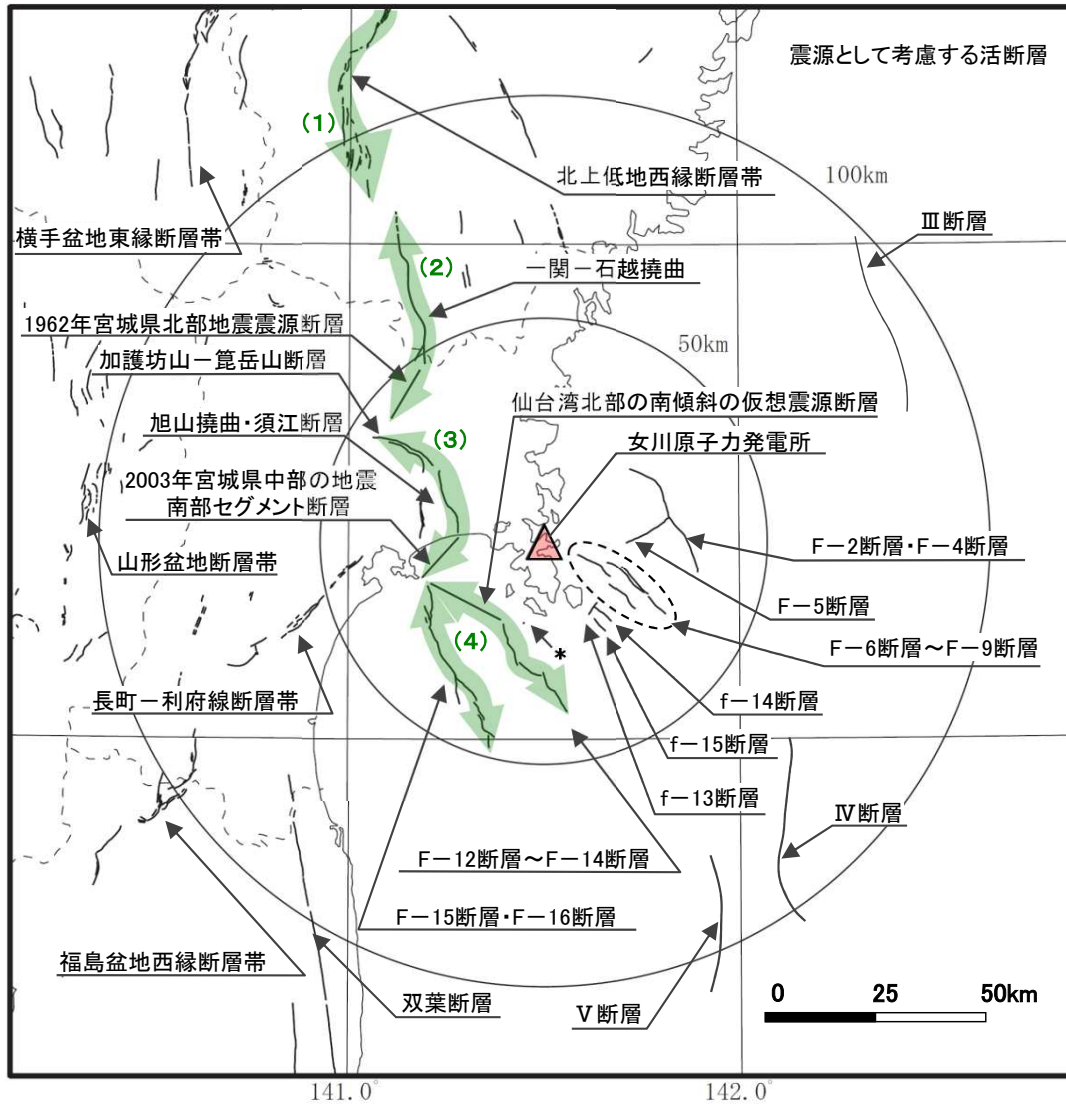 震源として考慮する活断層
(1)
北上低地西縁断層帯
100km
Ⅲ断層
横手盆地東縁断層帯
(2)
一関－石越撓曲
1962年宮城県北部地震震源断層
50km
加護坊山－箟岳山断層
仙台湾北部の南傾斜の仮想震源断層
旭山撓曲・須江断層
(3)
女川原子力発電所
2003年宮城県中部の地震
南部セグメント断層
山形盆地断層帯
F－2断層・F－4断層
F－5断層
(4)
*
F－6断層～F－9断層
長町－利府線断層帯
f－14断層
f－15断層
f－13断層
Ⅳ断層
F－12断層～F－14断層
F－15断層・F－16断層
福島盆地西縁断層帯
双葉断層
Ⅴ断層
0 25 50km
141.0°
142.0°